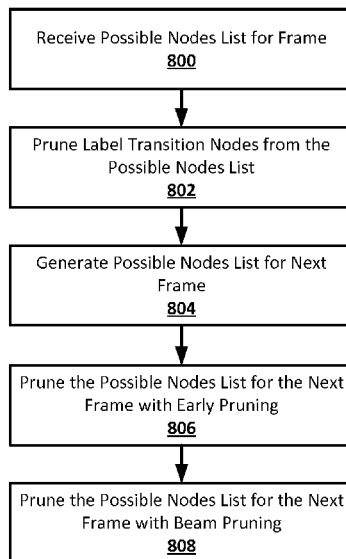 Receive Possible Nodes List for Frame
800
Prune Label Transition Nodes from the
Possible Nodes List
802
Generate Possible Nodes List for Next
Frame
804
Prune the Possible Nodes List for the Next
Frame with Early Pruning
806
Prune the Possible Nodes List for the Next
Frame with Beam Pruning
808